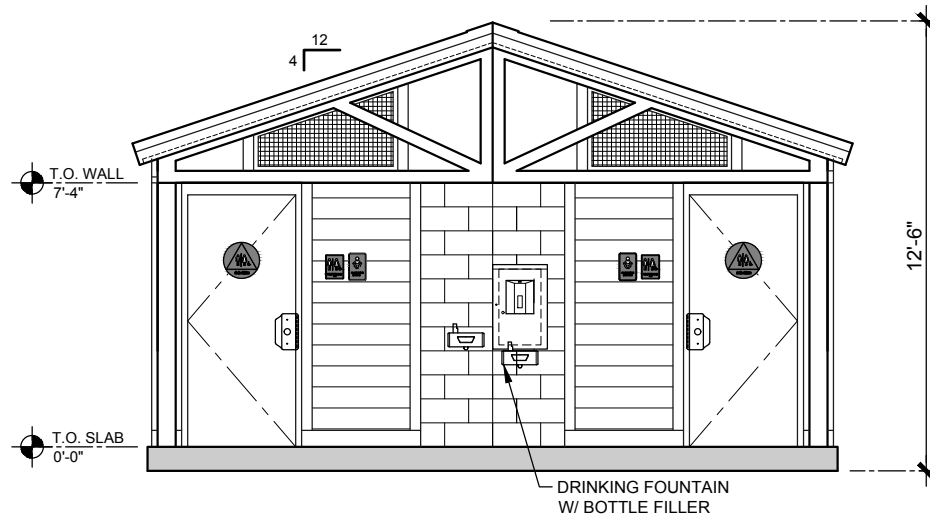 12
4
T.O. WALL
7'-4"
12'-6"
T.O. SLAB
0'-0"
DRINKING FOUNTAIN
W/ BOTTLE FILLER